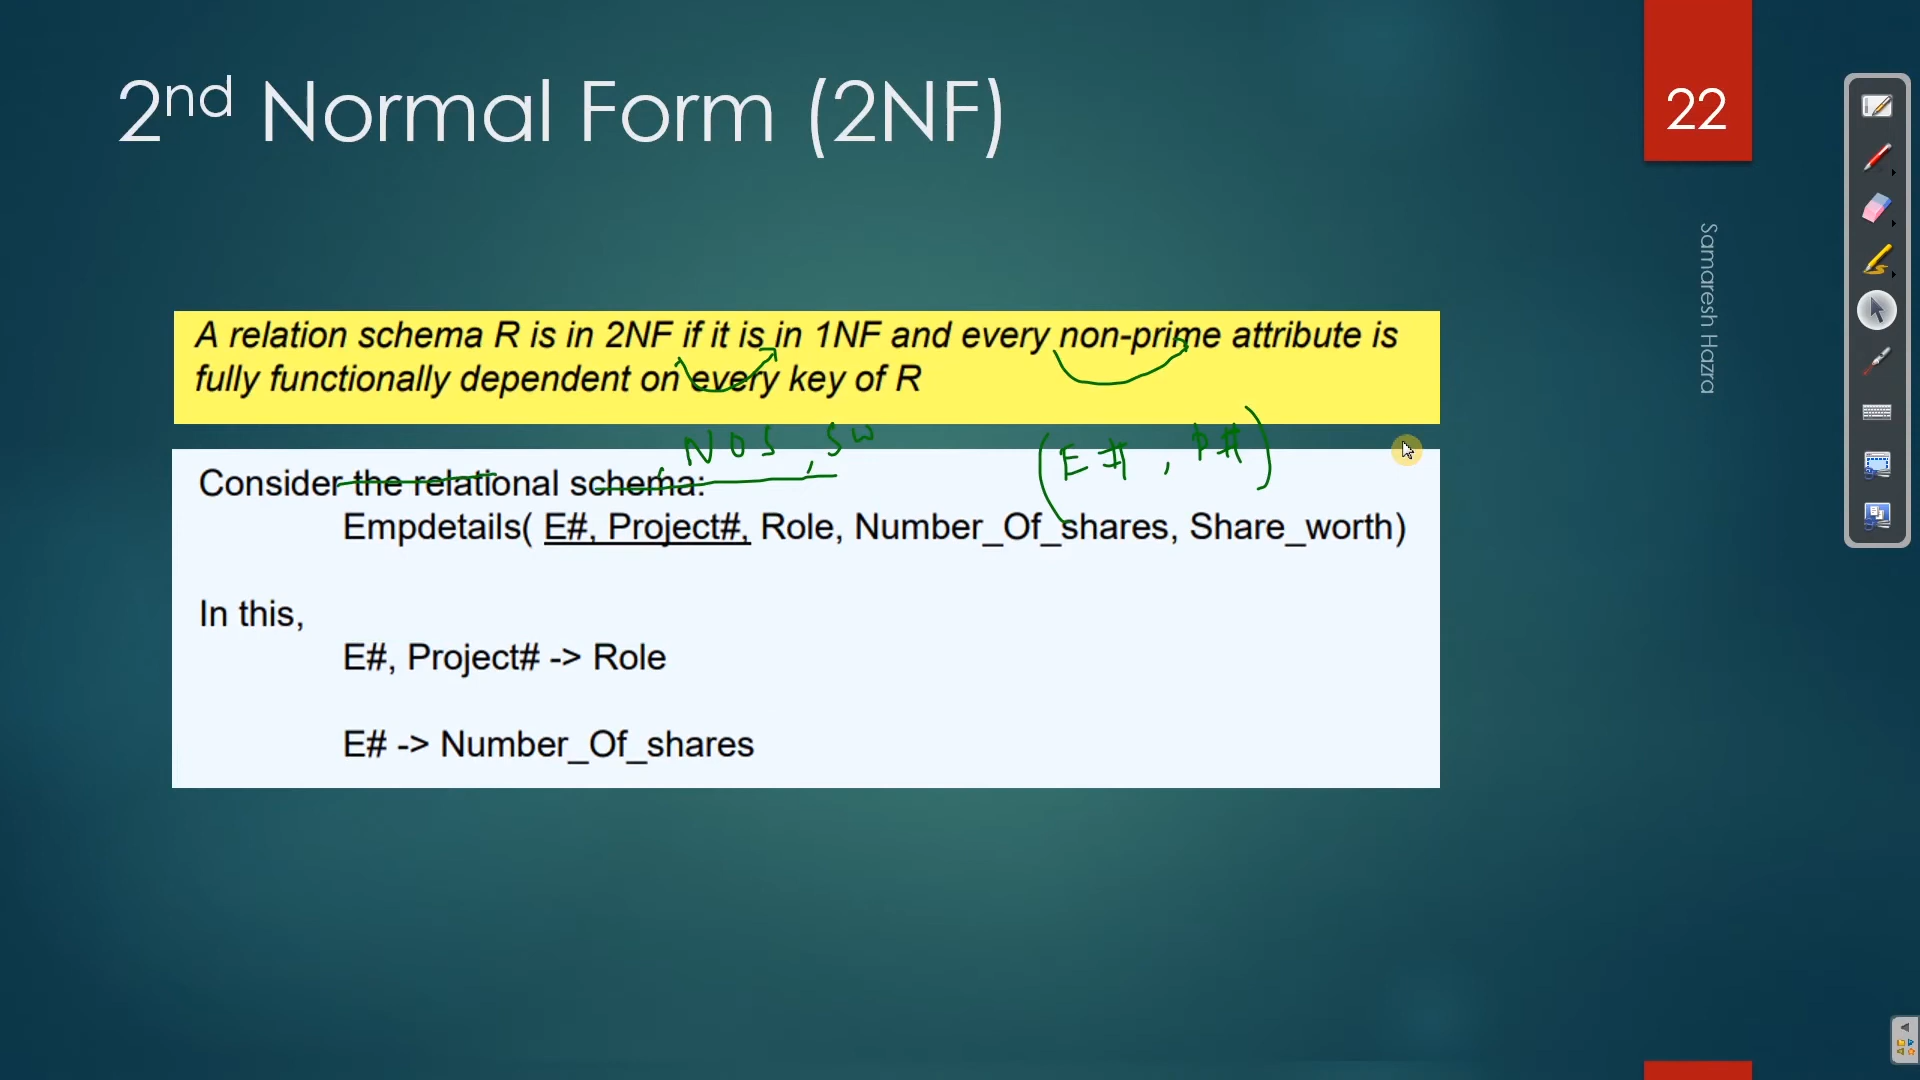 2nd Normal Form (2NF)
22
Samaresh Hazra
A relation schema R is in 2NF if it is in 1NF and every non-prime attribute is
fully functionally dependent on every key of R
NOS, SW
(E#, P#)
Consider the relational schema:
Empdetails( E#, Project#, Role, Number_Of_shares, Share_worth)
In this,
E#, Project# -> Role
E# -> Number_Of_shares